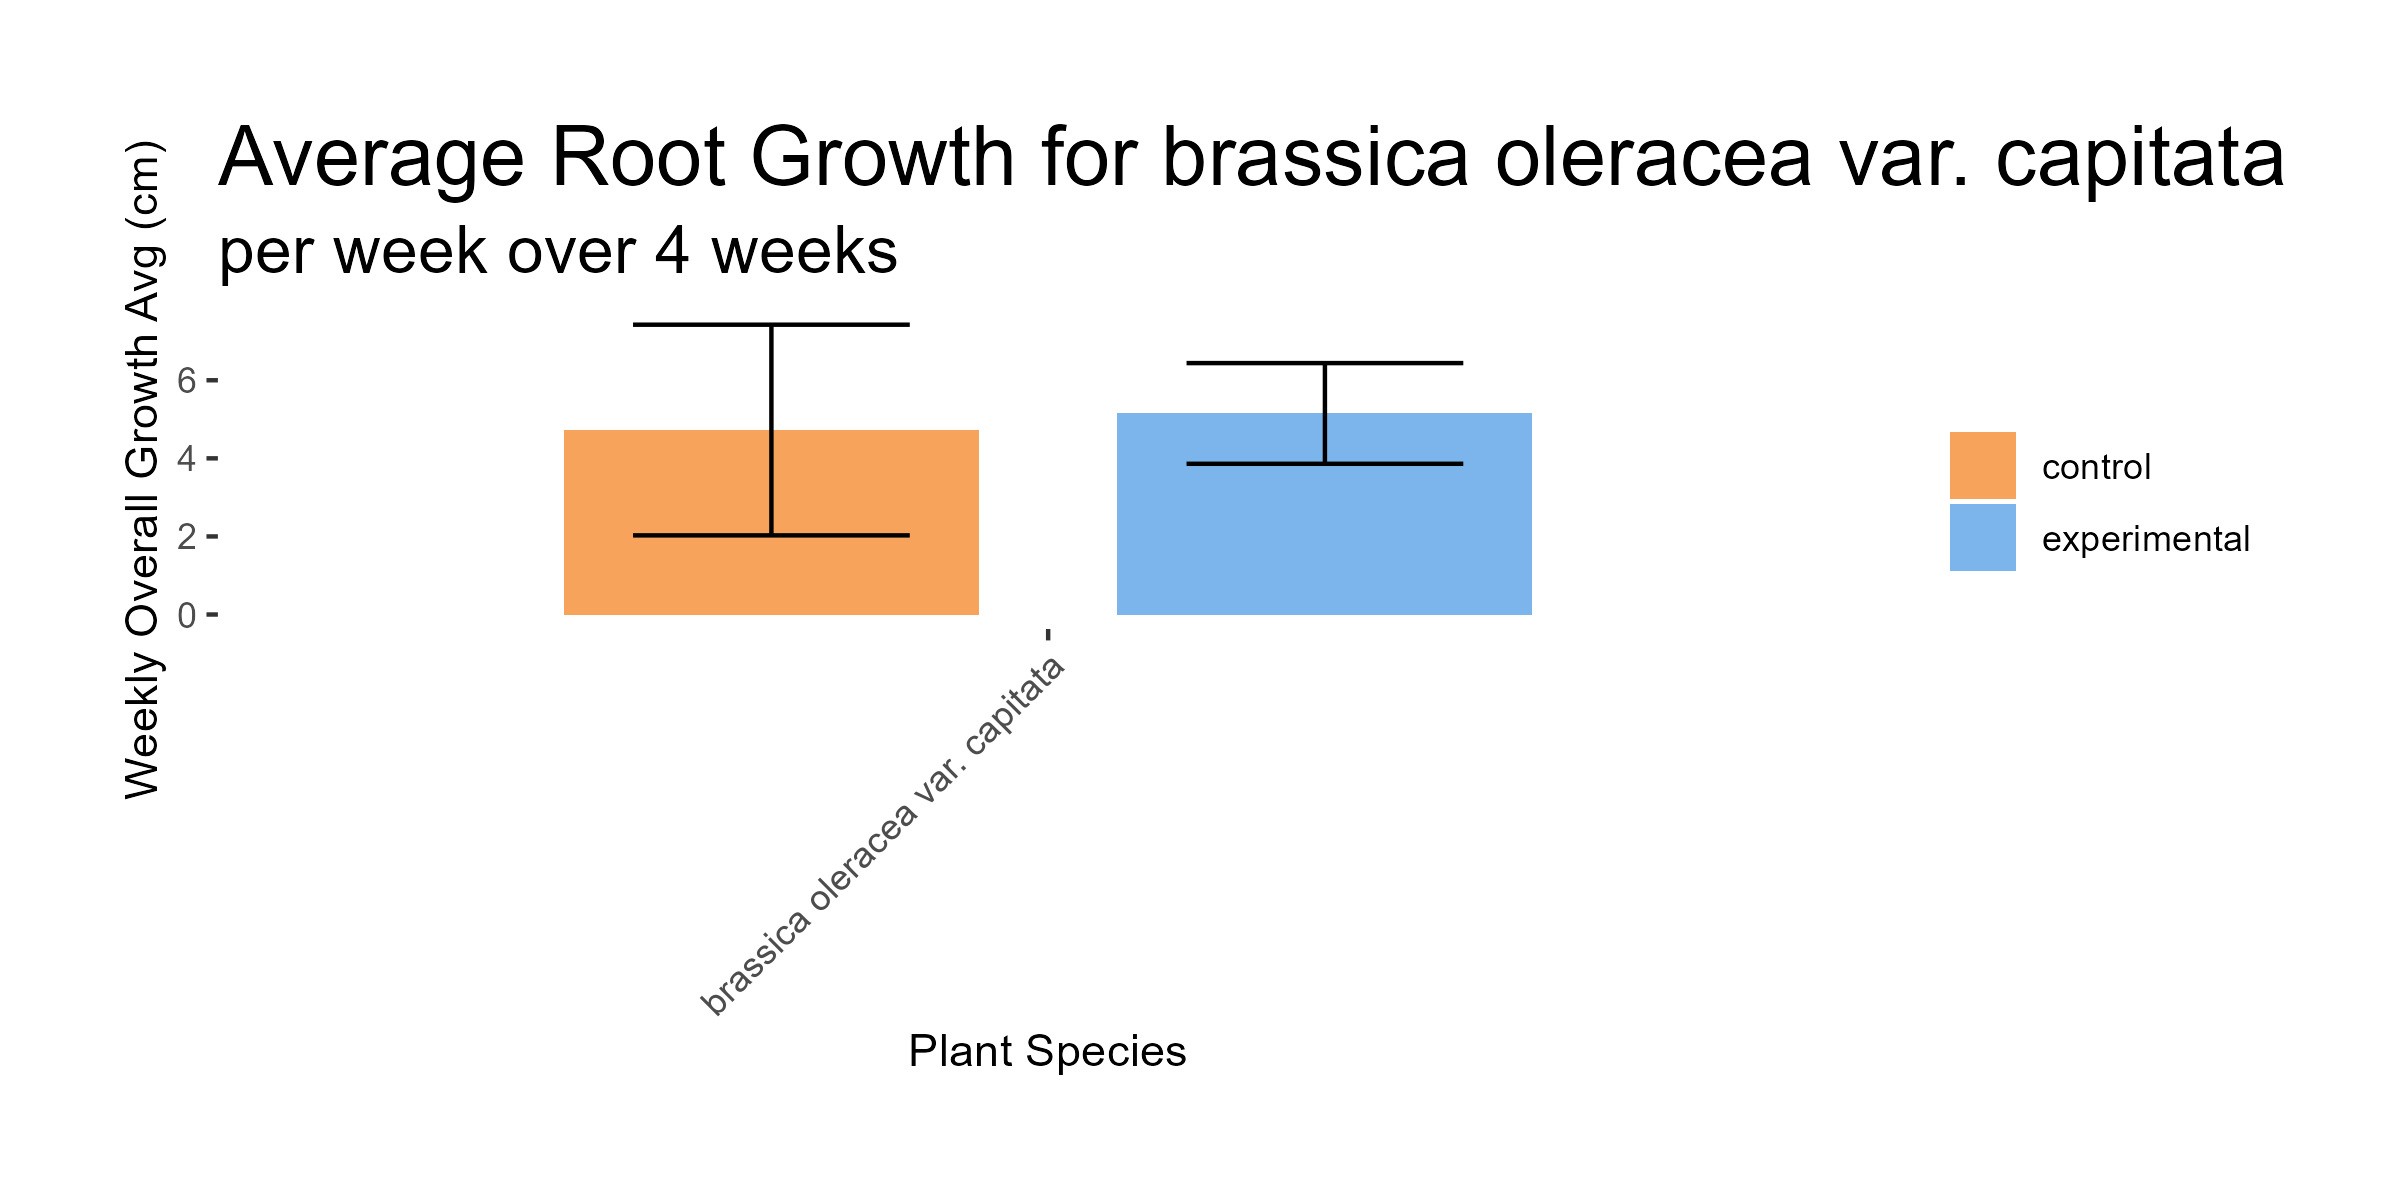 Average Root Growth for brassica oleracea var. capitata
per week over 4 weeks
Weekly Overall Growth Avg (cm)
6
4
2
0
control
experimental
brassica oleracea var. capitata
Plant Species